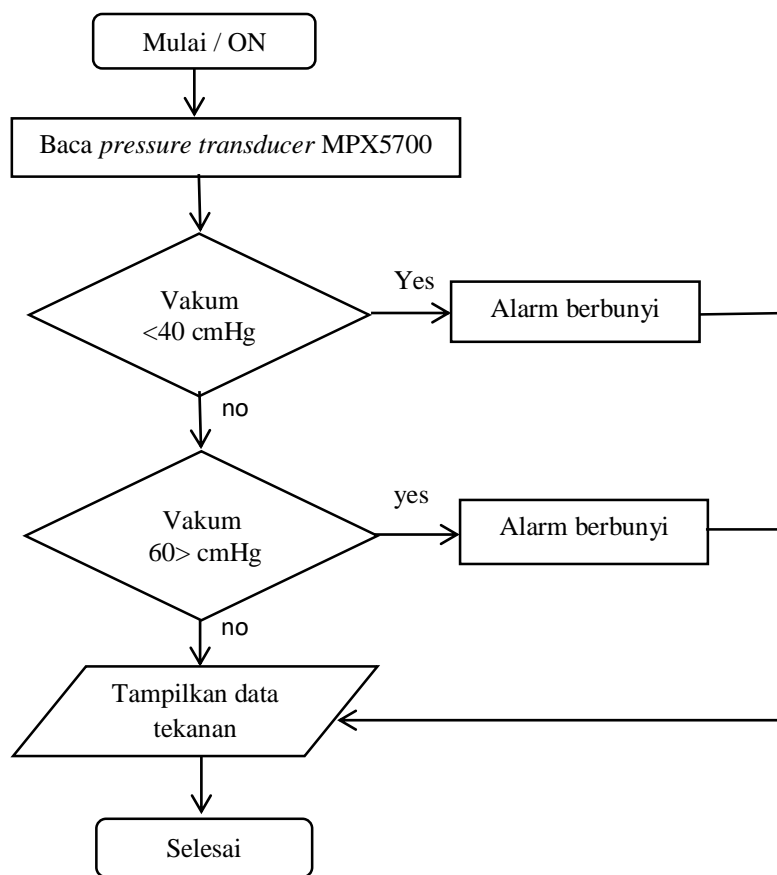 Mulai / ON
Baca pressure transducer MPX5700
Vakum
<40 cmHg
Yes
Alarm berbunyi
no
Vakum
60> cmHg
yes
Alarm berbunyi
no
Tampilkan data
tekanan
Selesai